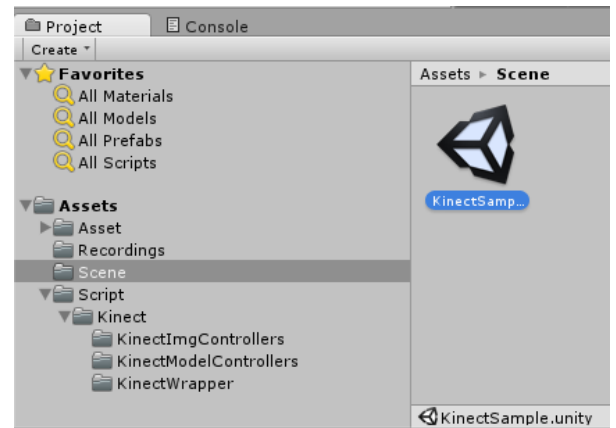 Project Console
Create
Favorites
All Materials
All Models
All Prefabs
All Scripts
Assets
Asset
Recordings
Scene
Script
Kinect
KinectImgControllers
KinectModelControllers
KinectWrapper
Assets ▸ Scene
KinectSamp...
KinectSample.unity